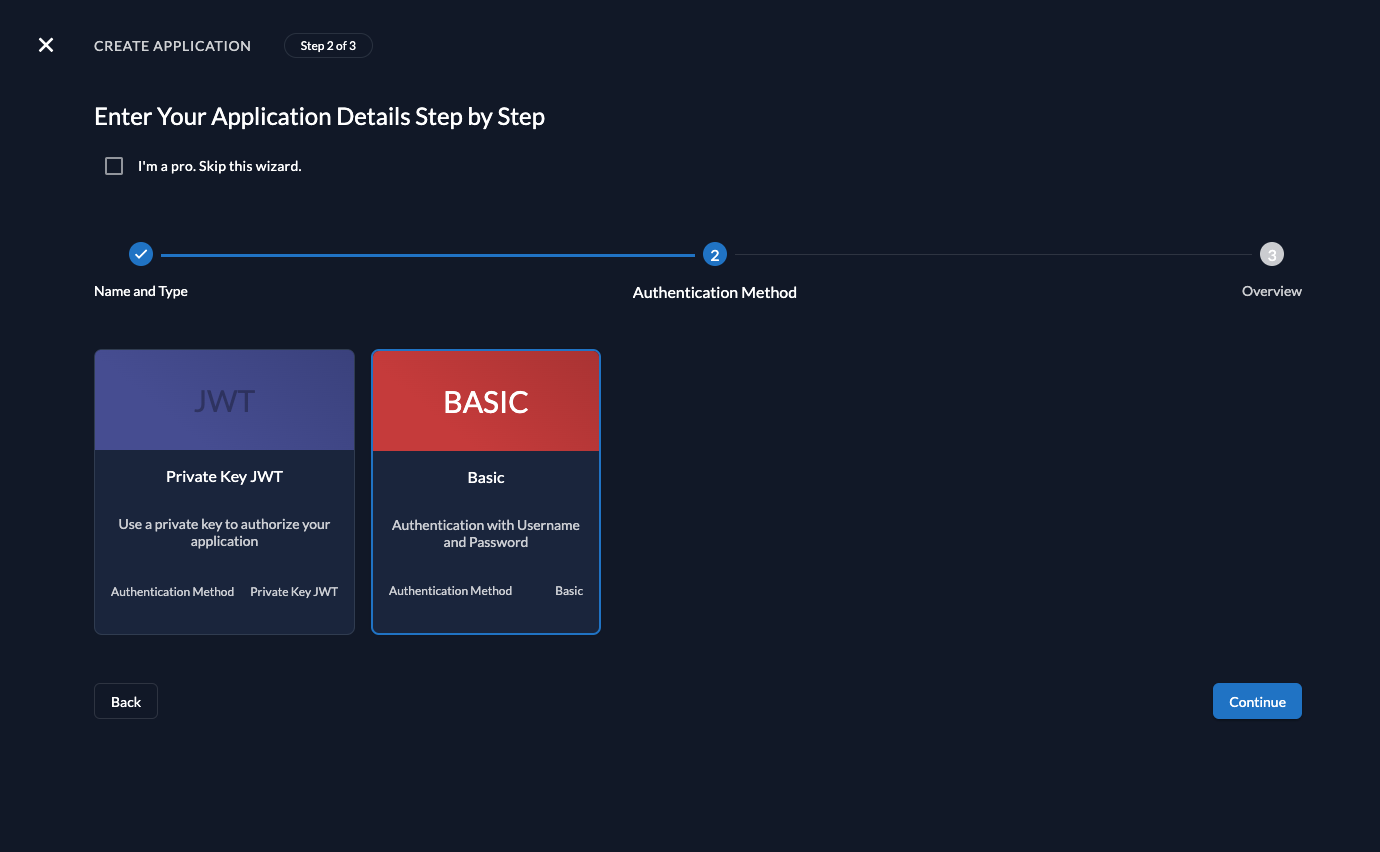 CREATE APPLICATION
Step 2 of 3
Enter Your Application Details Step by Step
I'm a pro. Skip this wizard.
2
3
Name and Type
Authentication Method
Overview
JWT
Private Key JWT
Use a private key to authorize your
application
Authentication Method Private Key JWT
BASIC
Basic
Authentication with Username
and Password
Authentication Method Basic
Back
Continue